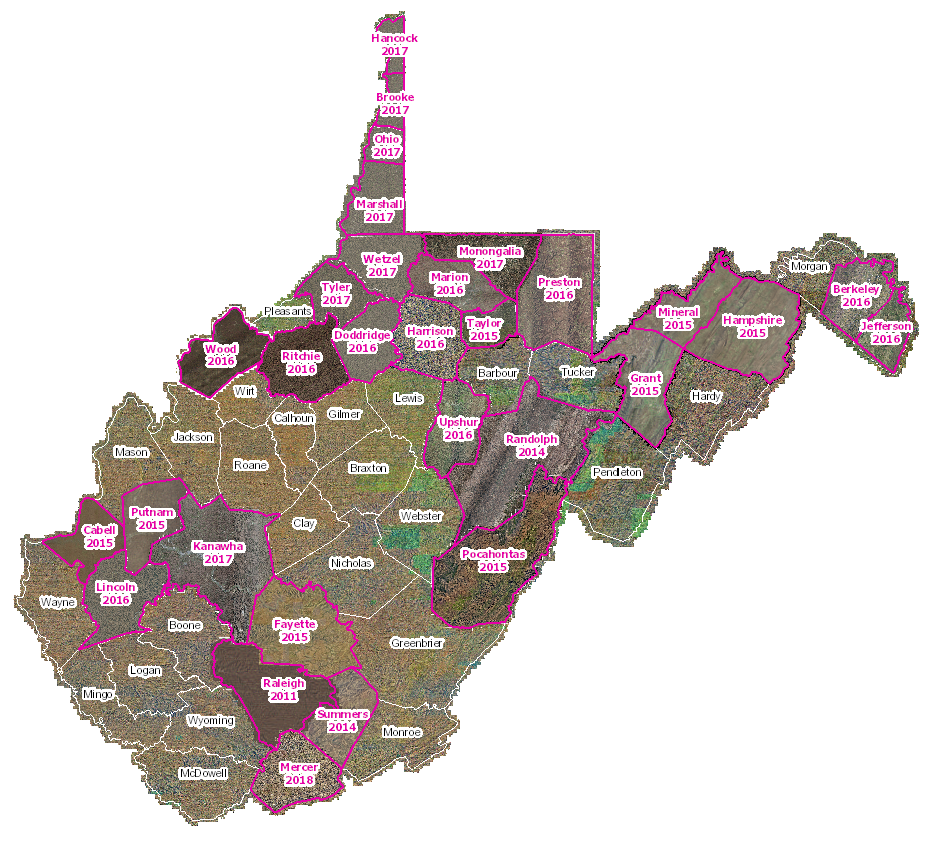 Hancock
2017
Brooke
2017
Ohio
2017
Marshall
2017
Wetzel
2017
Monongalia
2017
Marion
2016
Preston
2016
Morgan
Berkeley
2016
Jefferson
2016
Tyler
2017
Pleasants
Mineral
2015
Hampshire
2015
Doddridge
2016
Harrison
2016
Taylor
2015
Wood
2016
Ritchie
2016
Barbour
Tucker
Grant
2015
Hardy
Wirt
Calhoun
Gilmer
Lewis
Upshur
2016
Randolph
2014
Jackson
Mason
Roane
Braxton
Pendleton
Putnam
2015
Cabell
2015
Kanawha
2017
Clay
Webster
Pocahontas
2015
Nicholas
Lincoln
2016
Wayne
Boone
Fayette
2015
Greenbrier
Logan
Raleigh
2011
Mingo
Summers
2014
Wyoming
Monroe
McDowell
Mercer
2018